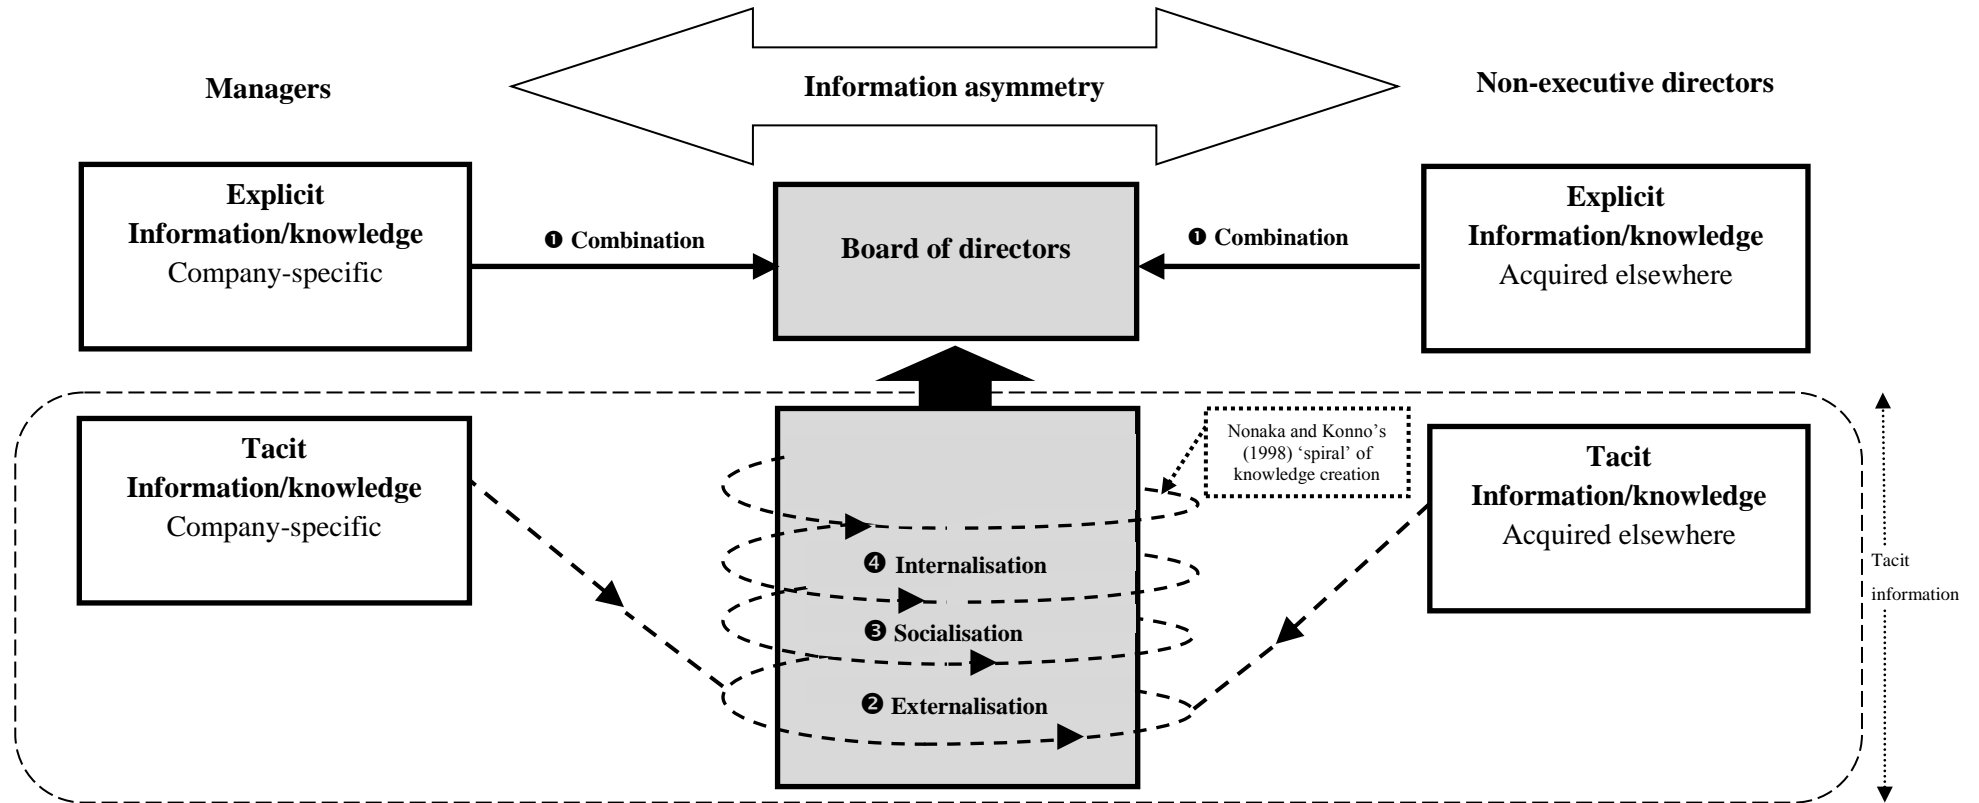 Managers
Information asymmetry
Non-executive directors
Explicit
Information/knowledge
Company-specific
❶ Combination
Board of directors
❶ Combination
Explicit
Information/knowledge
Acquired elsewhere
Tacit
Information/knowledge
Company-specific
Nonaka and Konno’s
(1998) ‘spiral’ of
knowledge creation
Tacit
Information/knowledge
Acquired elsewhere
❹ Internalisation
❸ Socialisation
❷ Externalisation
Tacit
information